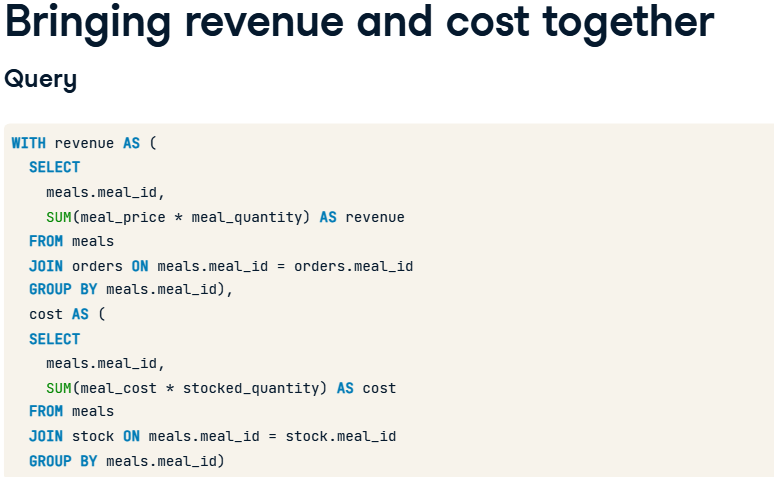 Bringing revenue and cost together
Query
WITH revenue AS (
SELECT
meals.meal_id,
SUM(meal_price * meal_quantity) AS revenue
FROM meals
JOIN orders ON meals.meal_id = orders.meal_id
GROUP BY meals.meal_id),
cost AS (
SELECT
meals.meal_id,
SUM(meal_cost * stocked_quantity) AS cost
FROM meals
JOIN stock ON meals.meal_id = stock.meal_id
GROUP BY meals.meal_id)